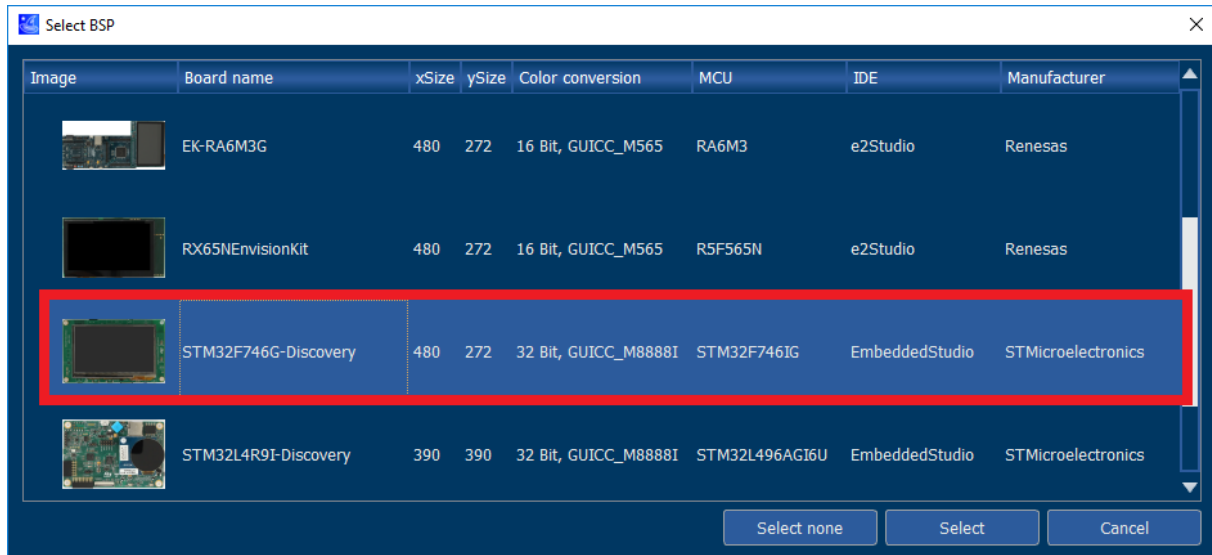 Select BSP
Image Board name xSize ySize Color conversion MCU IDE Manufacturer
EK-RA6M3G 480 272 16 Bit, GUICC_M565 RA6M3 e2Studio Renesas
RX65NEnvisionKit 480 272 16 Bit, GUICC_M565 R5F565N e2Studio Renesas
STM32F746G-Discovery 480 272 32 Bit, GUICC_M8888I STM32F746IG EmbeddedStudio STMicroelectronics
STM32L4R9I-Discovery 390 390 32 Bit, GUICC_M8888I STM32L496AGI6U EmbeddedStudio STMicroelectronics
Select none Select Cancel